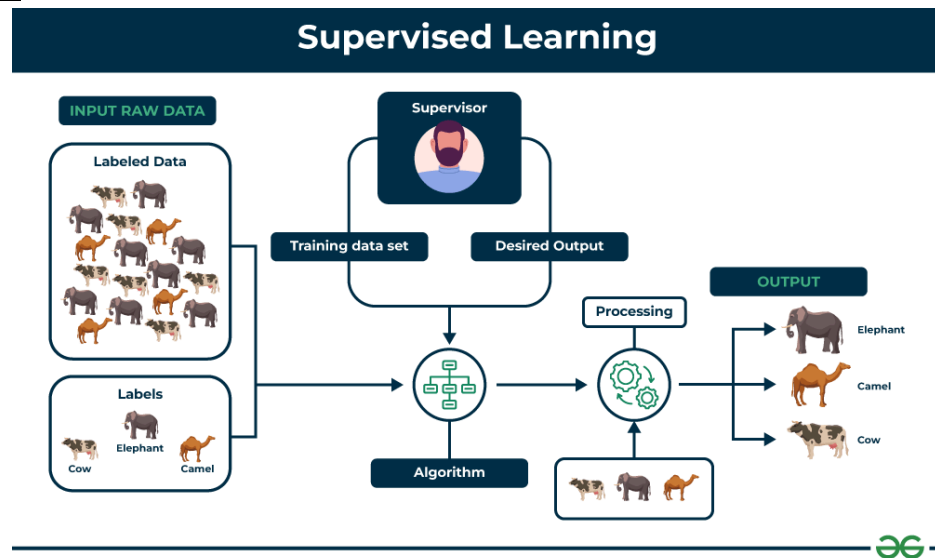 Supervised Learning
INPUT RAW DATA
Labeled Data
Labels
Cow
Elephant
Camel
Supervisor
Training data set
Desired Output
Algorithm
Processing
OUTPUT
Elephant
Camel
Cow